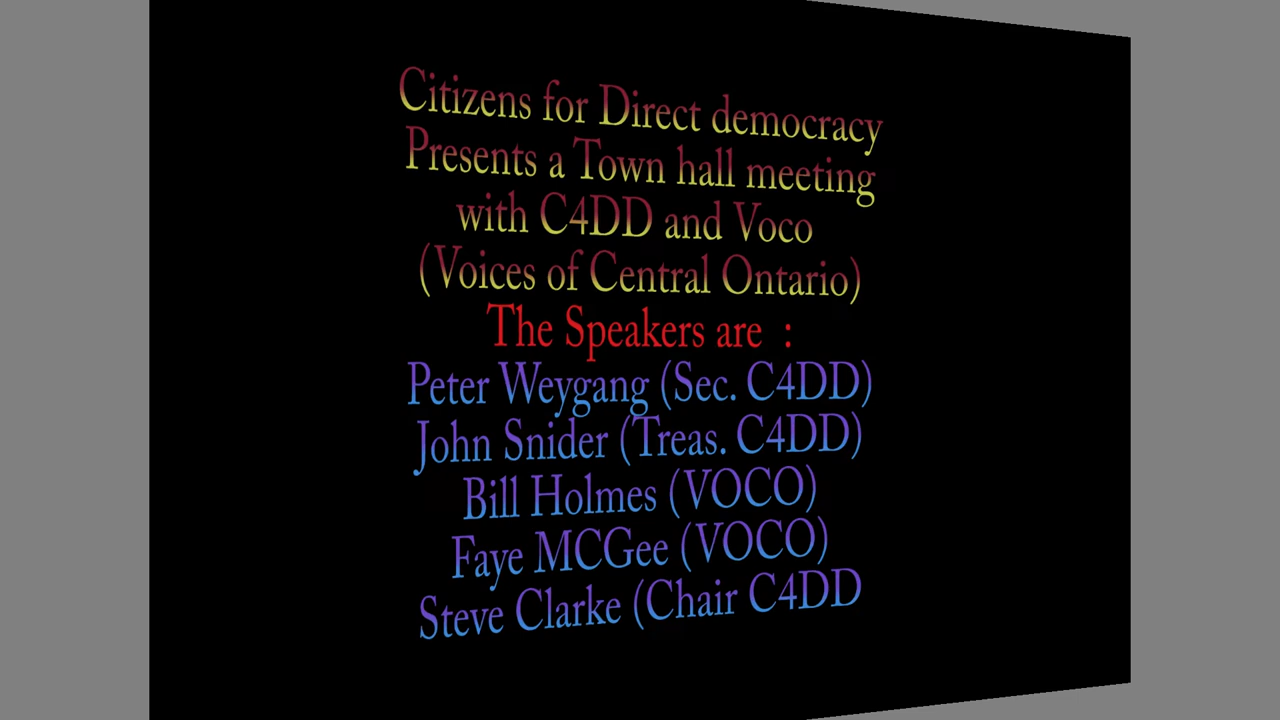 Citizens for Direct democracy
Presents a Town hall meeting
with C4DD and Voco
(Voices of Central Ontario)
The Speakers are  :
Peter Weygang (Sec. C4DD)
John Snider (Treas. C4DD)
Bill Holmes (VOCO)
Faye MCGee (VOCO)
Steve Clarke (Chair C4DD